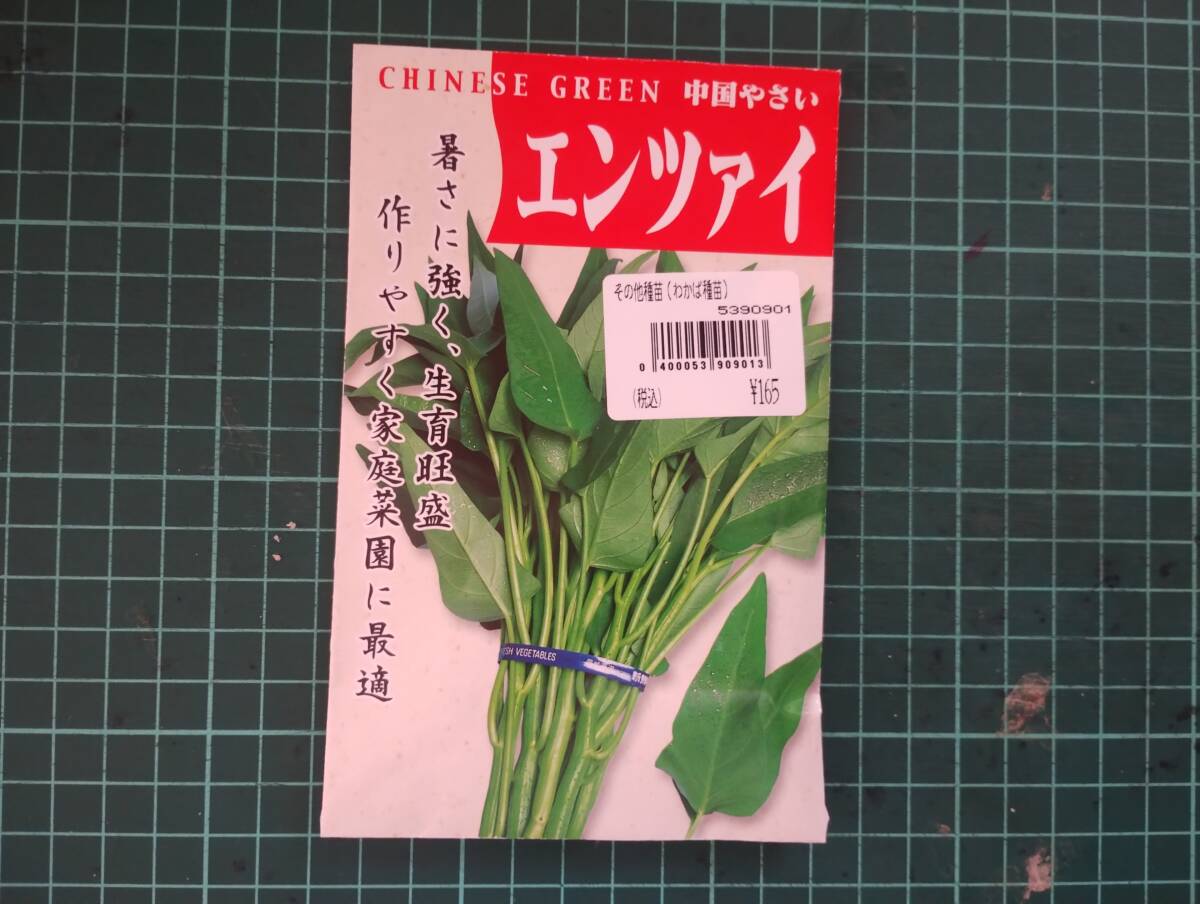 CHINESE GREEN 中国やさい
エンツァイ
暑さに強く、生育旺盛
作りやすく家庭菜園に最適
その他種苗(わかば種苗)
5390901
0 400053 909013
(税込) ¥165
ESH VEGETABLES